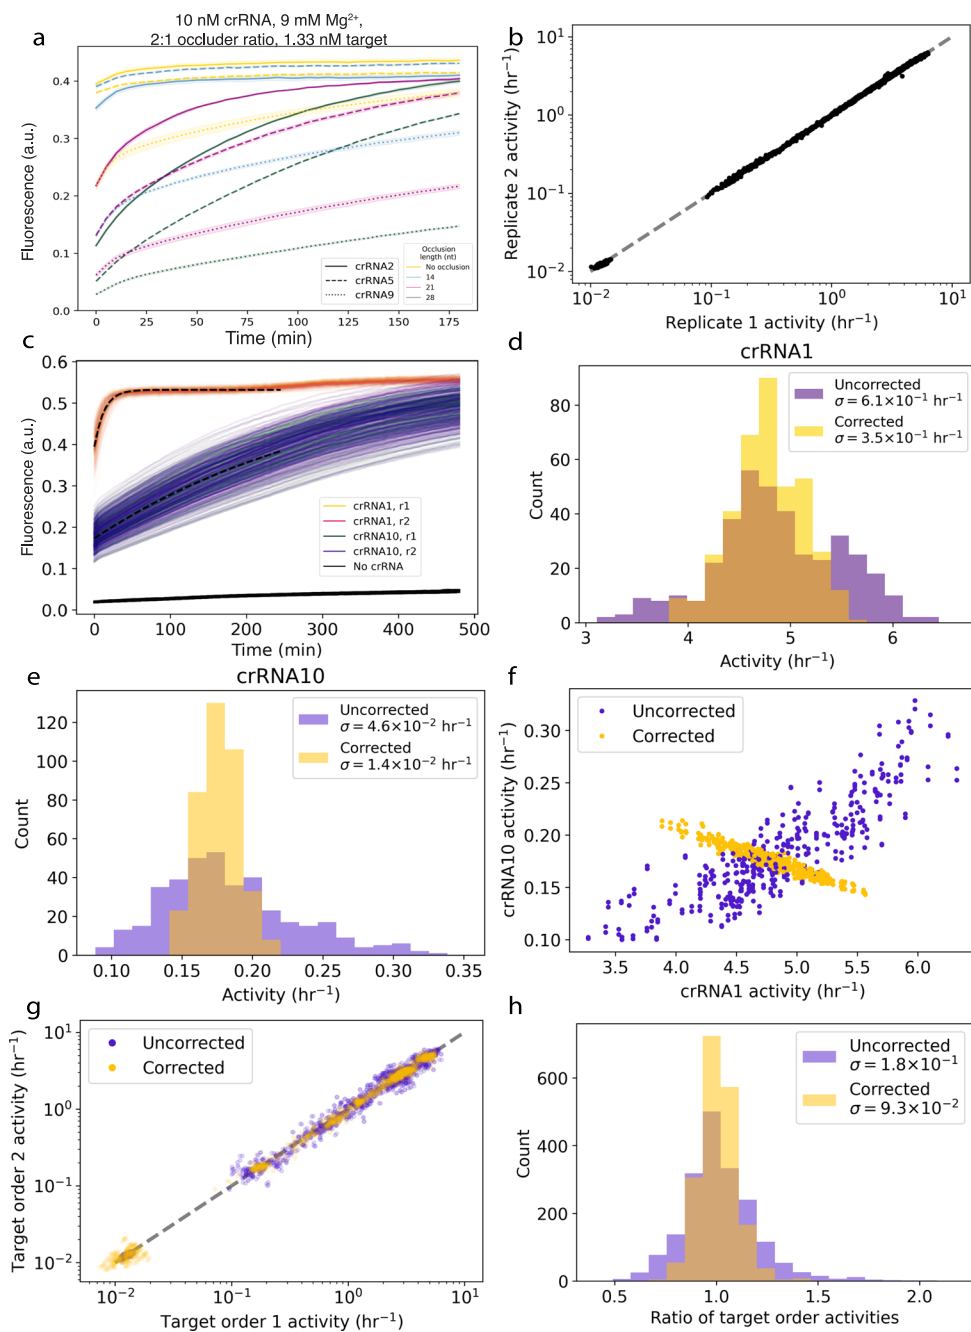 10 nM crRNA, 9 mM Mg²⁺,
2:1 occluder ratio, 1.33 nM target
a
Fluorescence (a.u.)
0.4
0.3
0.2
0.1
0.0
0 25 50 75 100 125 150 175
Time (min)
crRNA2
crRNA5
crRNA9
Occlusion
length (nt)
No occlusion
14
21
28
b
Replicate 2 activity (hr⁻¹)
10¹
10⁰
10⁻¹
10⁻²
10⁻² 10⁻¹ 10⁰ 10¹
Replicate 1 activity (hr⁻¹)
c
Fluorescence (a.u.)
0.6
0.5
0.4
0.3
0.2
0.1
0.0
0 100 200 300 400 500
Time (min)
crRNA1, r1
crRNA1, r2
crRNA10, r1
crRNA10, r2
No crRNA
d
crRNA1
Uncorrected
σ = 6.1×10⁻¹ hr⁻¹
Corrected
σ = 3.5×10⁻¹ hr⁻¹
Count
80
60
40
20
0
3 4 5 6
Activity (hr⁻¹)
e
crRNA10
Uncorrected
σ = 4.6×10⁻² hr⁻¹
Corrected
σ = 1.4×10⁻² hr⁻¹
Count
120
100
80
60
40
20
0
0.10 0.15 0.20 0.25 0.30 0.35
Activity (hr⁻¹)
f
Uncorrected
Corrected
crRNA10 activity (hr⁻¹)
0.30
0.25
0.20
0.15
0.10
3.5 4.0 4.5 5.0 5.5 6.0
crRNA1 activity (hr⁻¹)
g
Uncorrected
Corrected
Target order 2 activity (hr⁻¹)
10¹
10⁰
10⁻¹
10⁻²
10⁻² 10⁻¹ 10⁰ 10¹
Target order 1 activity (hr⁻¹)
h
Uncorrected
σ = 1.8×10⁻¹
Corrected
σ = 9.3×10⁻²
Count
600
400
200
0
0.5 1.0 1.5 2.0
Ratio of target order activities